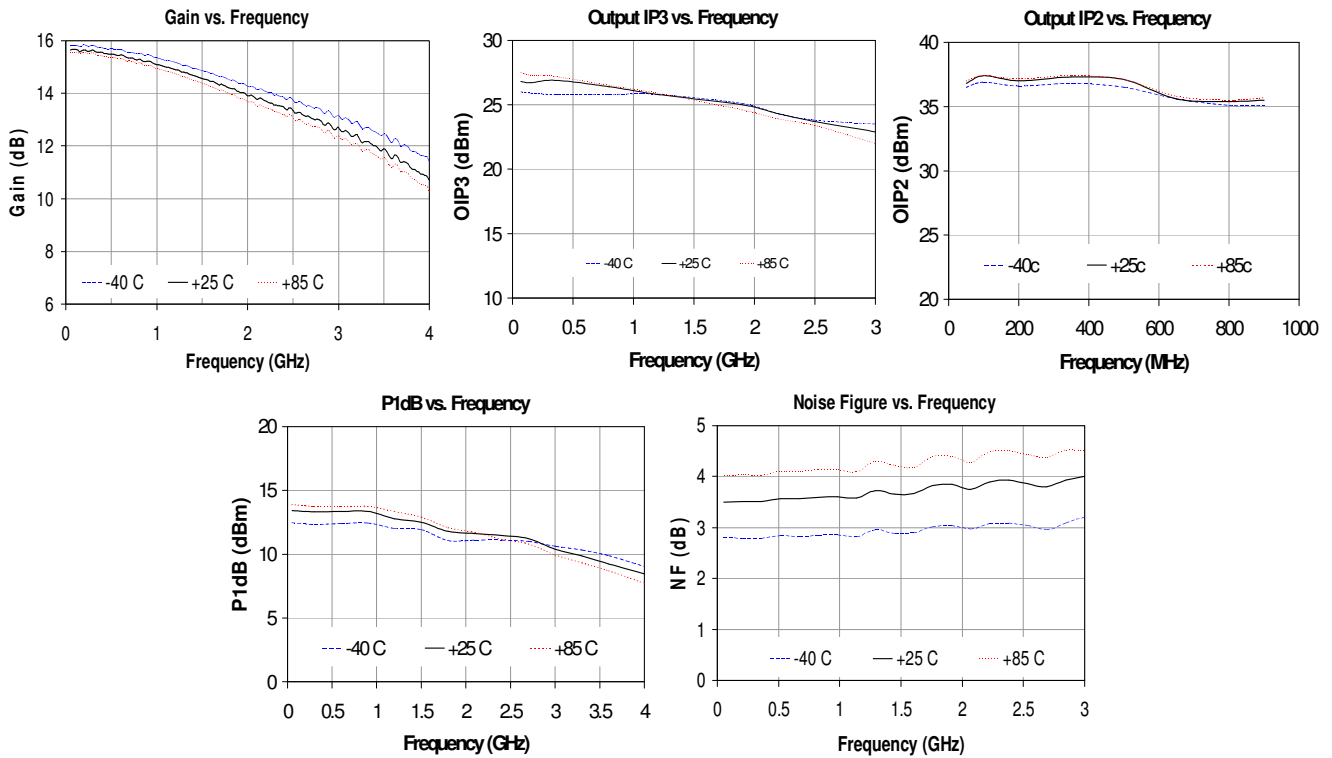 Gain vs. Frequency
Gain (dB)
16
14
12
10
8
6
-40 C +25 C +85 C
0 1 2 3 4
Frequency (GHz)
Output IP3 vs. Frequency
OIP3 (dBm)
30
25
20
15
10
-40 C +25 C +85 C
0 0.5 1 1.5 2 2.5 3
Frequency (GHz)
Output IP2 vs. Frequency
OIP2 (dBm)
40
35
30
25
20
-40c +25c +85c
0 200 400 600 800 1000
Frequency (MHz)
P1dB vs. Frequency
P1dB (dBm)
20
15
10
5
0
-40 C +25 C +85 C
0 0.5 1 1.5 2 2.5 3 3.5 4
Frequency (GHz)
Noise Figure vs. Frequency
NF (dB)
5
4
3
2
1
0
-40 C +25 C +85 C
0 0.5 1 1.5 2 2.5 3
Frequency (GHz)